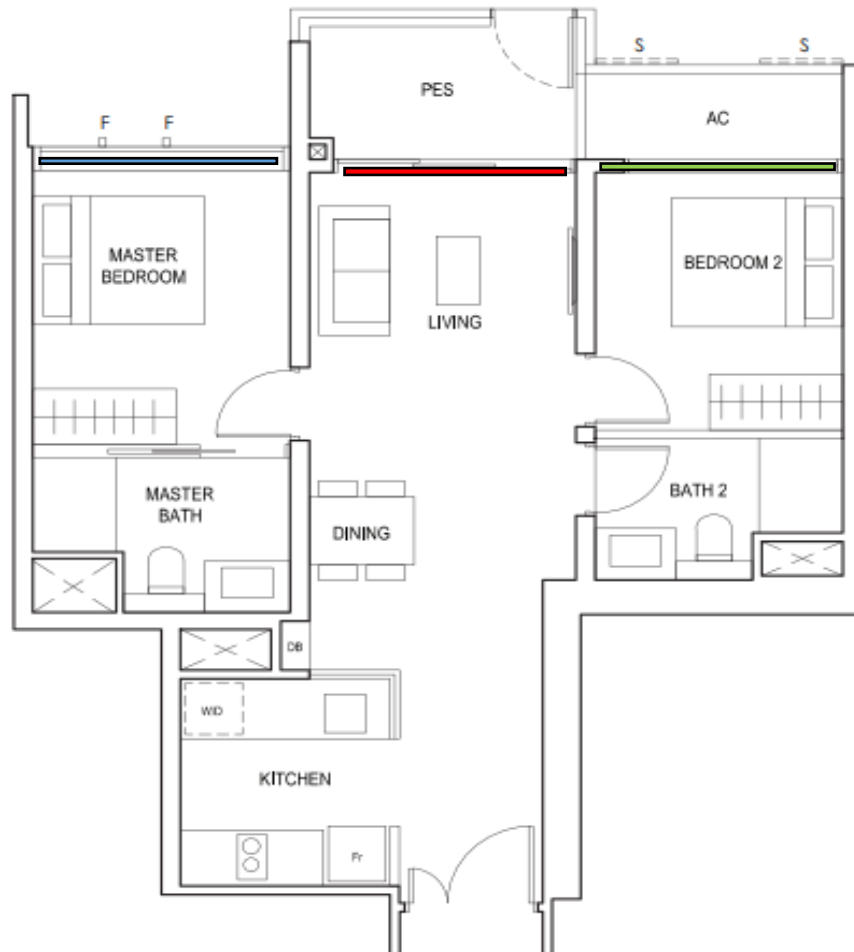 S S
PES
AC
F F
MASTER
BEDROOM
BEDROOM 2
LIVING
MASTER
BATH
BATH 2
DINING
DB
W/D
KITCHEN
Fr